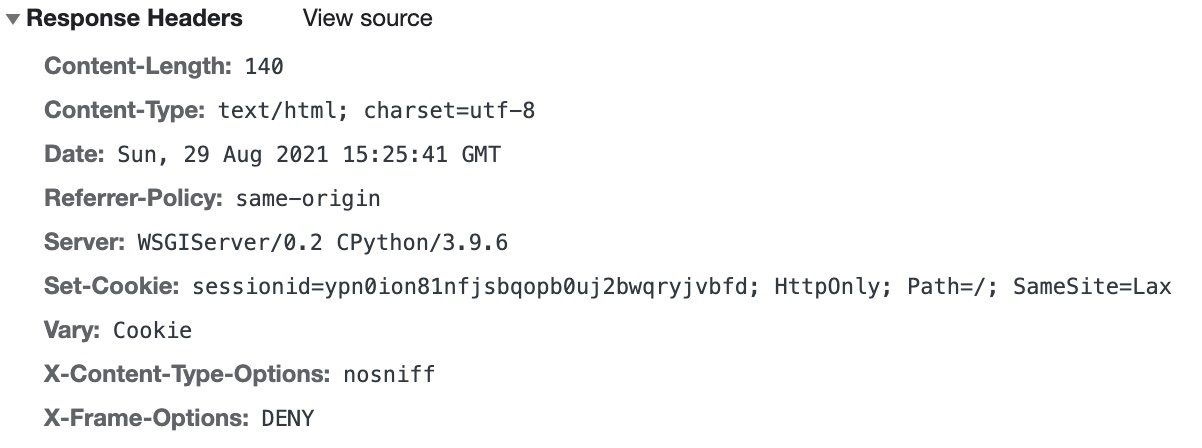 Response Headers View source
Content-Length: 140
Content-Type: text/html; charset=utf-8
Date: Sun, 29 Aug 2021 15:25:41 GMT
Referrer-Policy: same-origin
Server: WSGIServer/0.2 CPython/3.9.6
Set-Cookie: sessionid=ypn0ion81nfjsbqopb0uj2bwqryjvbfd; HttpOnly; Path=/; SameSite=Lax
Vary: Cookie
X-Content-Type-Options: nosniff
X-Frame-Options: DENY